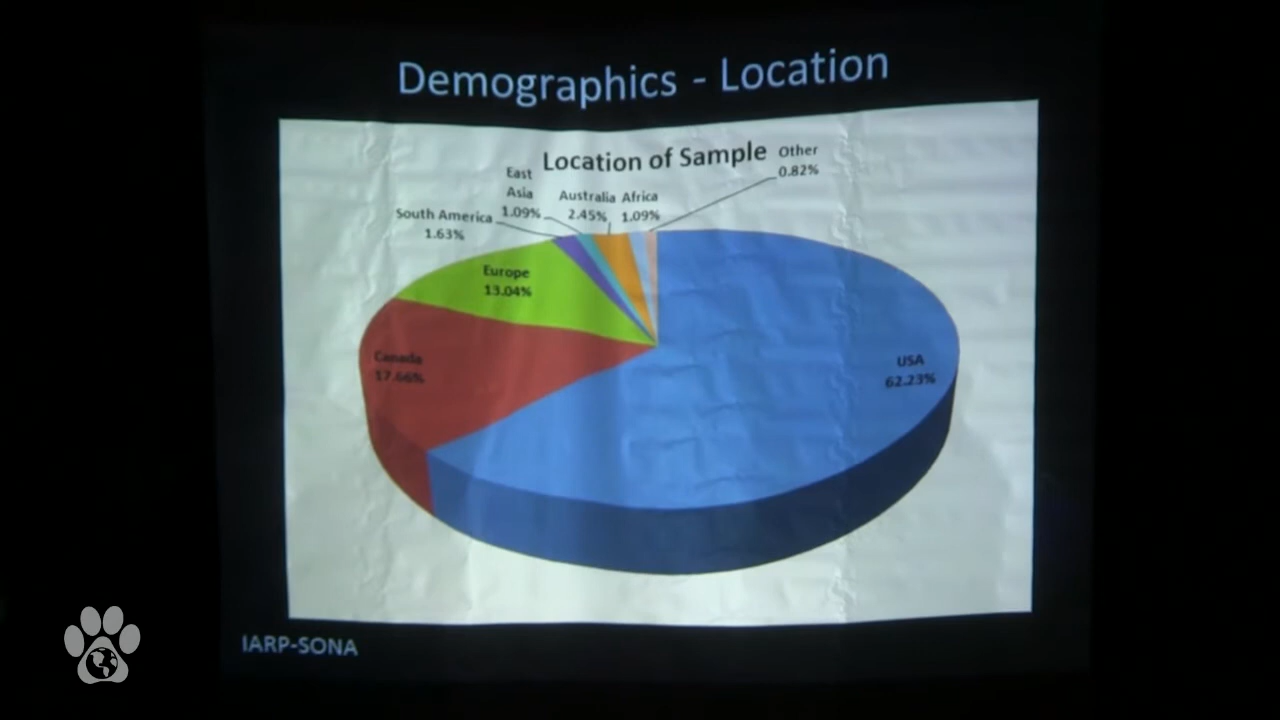 Demographics - Location
Location of Sample
Other
0.82%
East
Asia
1.09%
Australia
2.45%
Africa
1.09%
South America
1.63%
Europe
13.04%
Canada
17.66%
USA
62.23%
IARP-SONA